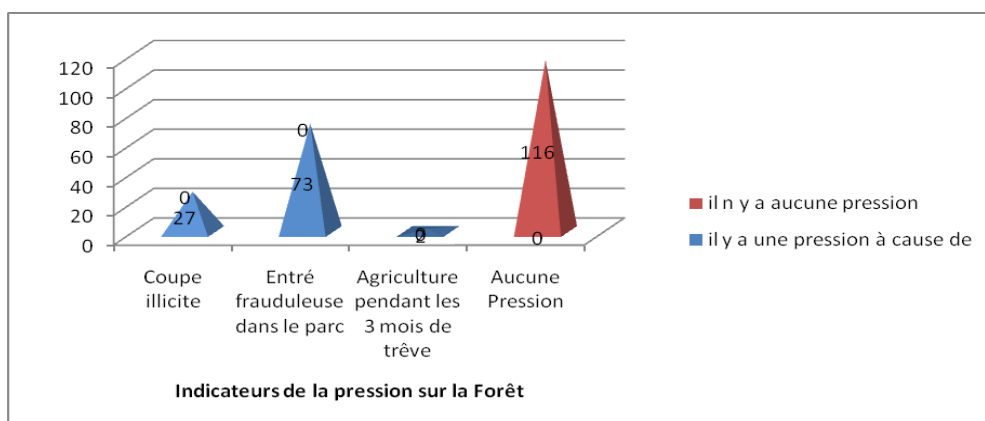 120
100
80
60
40
20
0
0
27
0
73
0
2
116
0
Coupe
illicite
Entré
frauduleuse
dans le parc
Agriculture
pendant les
3 mois de
trêve
Aucune
Pression
Indicateurs de la pression sur la Forêt
il n y a aucune pression
il y a une pression à cause de